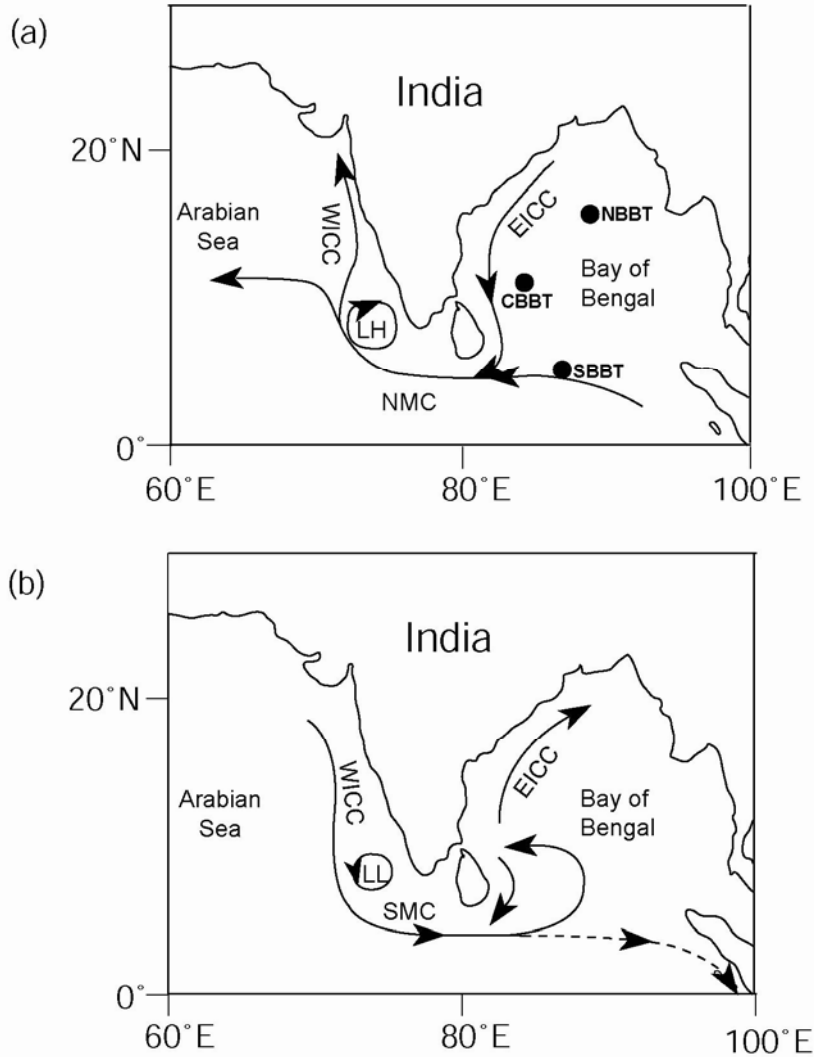 (a)
India
20°N
Arabian
Sea
WICC
EICC
NBBT
Bay of
Bengal
CBBT
LH
SBBT
NMC
0°
60°E
80°E
100°E
(b)
India
20°N
Arabian
Sea
WICC
EICC
Bay of
Bengal
LL
SMC
0°
60°E
80°E
100°E